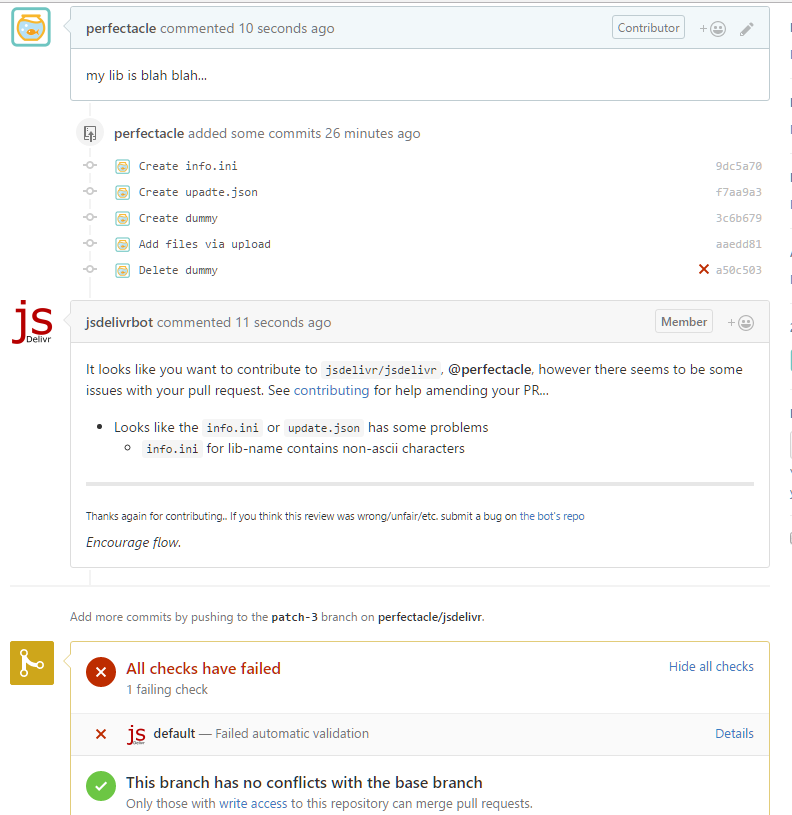 perfectacle commented 10 seconds ago Contributor +
my lib is blah blah...
perfectacle added some commits 26 minutes ago
Create info.ini 9dc5a70
Create upadte.json f7aa9a3
Create dummy 3c6b679
Add files via upload aaedd81
Delete dummy a50c503
js
Delivr
jsdelivrbot commented 11 seconds ago Member +
It looks like you want to contribute to jsdelivr/jsdelivr, @perfectacle, however there seems to be some
issues with your pull request. See contributing for help amending your PR...
Looks like the info.ini or update.json has some problems
info.ini for lib-name contains non-ascii characters
Thanks again for contributing.. If you think this review was wrong/unfair/etc. submit a bug on the bot's repo
Encourage flow.
Add more commits by pushing to the patch-3 branch on perfectacle/jsdelivr.
All checks have failed Hide all checks
1 failing check
js default — Failed automatic validation Details
This branch has no conflicts with the base branch
Only those with write access to this repository can merge pull requests.